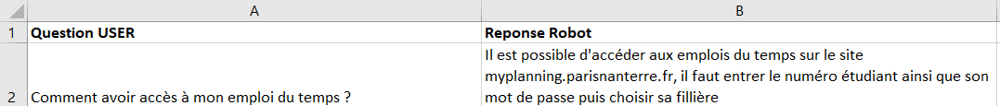 A B
1 Question USER Reponse Robot
Il est possible d'accéder aux emplois du temps sur le site
myplanning.parisnanterre.fr, il faut entrer le numéro étudiant ainsi que son
2 Comment avoir accès à mon emploi du temps ? mot de passe puis choisir sa fillière